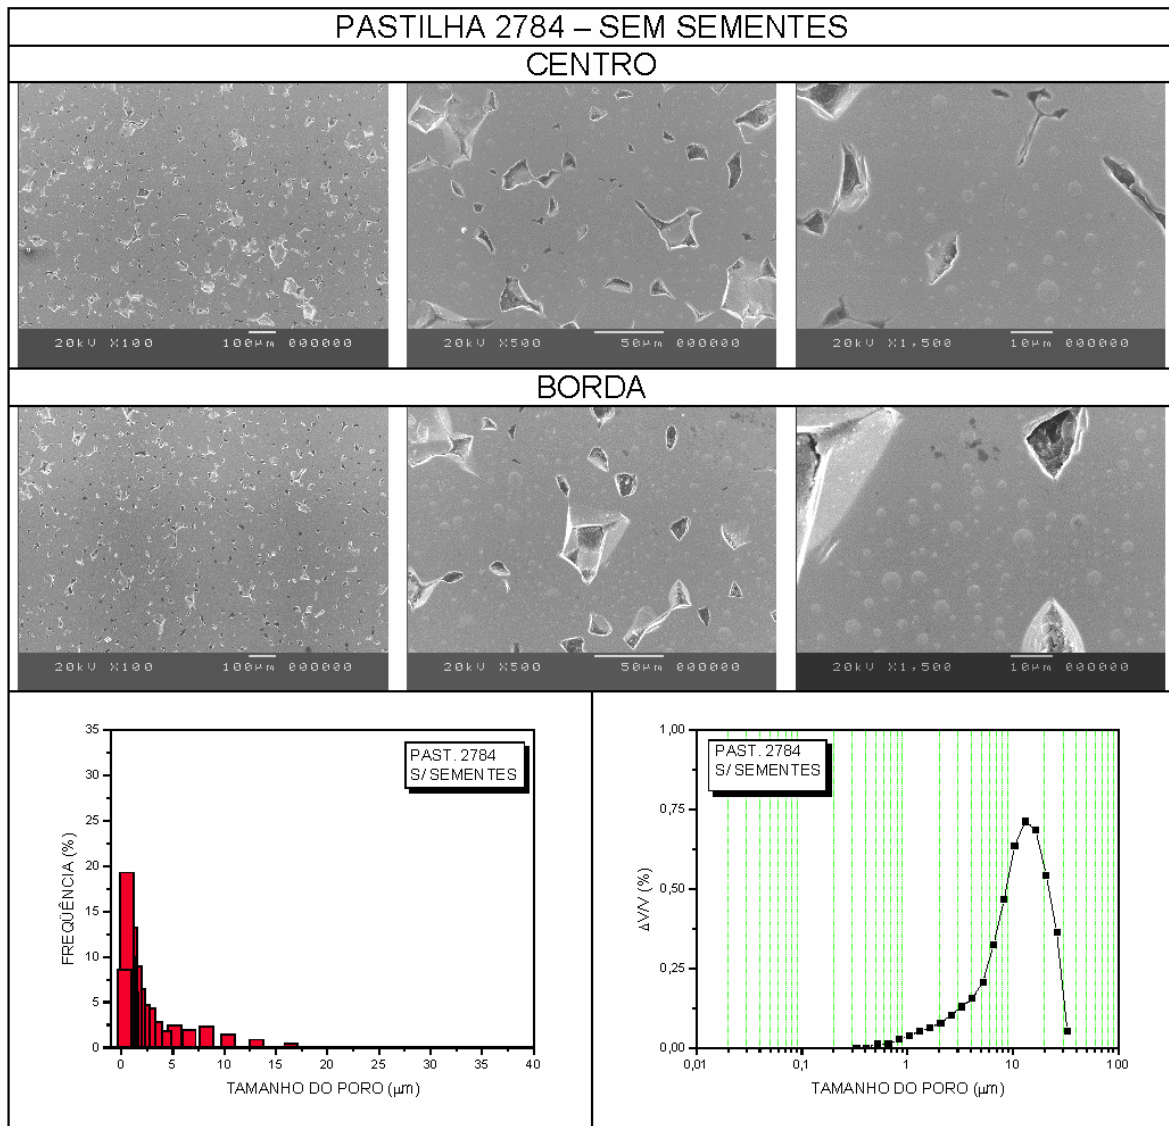 PASTILHA 2784 – SEM SEMENTES
CENTRO
20kV X100 100µm 000000
20kV X500 50µm 000000
20kV X1,500 10µm 000000
BORDA
20kV X100 100µm 000000
20kV X500 50µm 000000
20kV X1,500 10µm 000000
35
30
25
20
15
10
5
0
FREQÜÊNCIA (%)
PAST. 2784
S/ SEMENTES
0 5 10 15 20 25 30 35 40
TAMANHO DO PORO (µm)
1,00
0,75
0,50
0,25
0,00
ΔV/V (%)
PAST. 2784
S/ SEMENTES
0,01 0,1 1 10 100
TAMANHO DO PORO (µm)